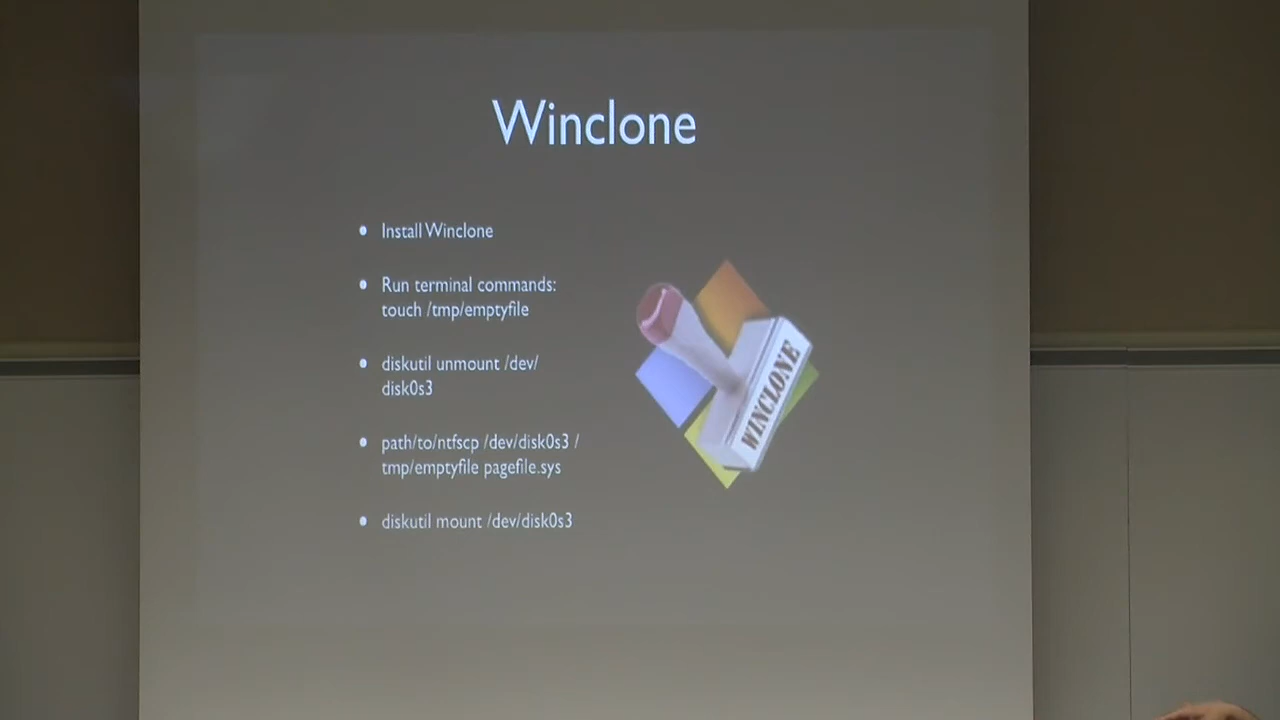 Winclone
• Install Winclone
• Run terminal commands:
touch /tmp/emptyfile
• diskutil unmount /dev/
disk0s3
• path/to/ntfscp /dev/disk0s3 /
tmp/emptyfile pagefile.sys
• diskutil mount /dev/disk0s3
WINCLONE